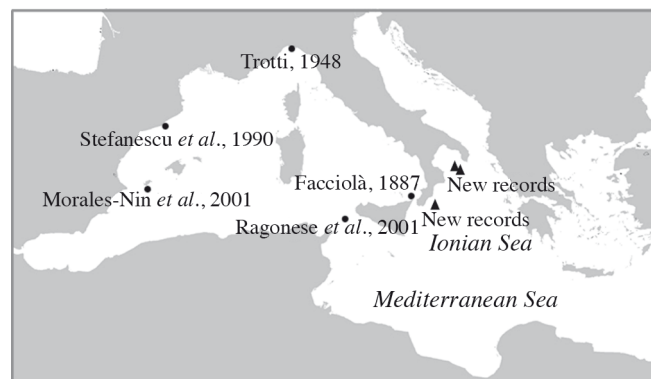 Trotti, 1948
Stefanescu et al., 1990
Facciolà, 1887
New records
Morales-Nin et al., 2001
Ragonese et al., 2001
New records
Ionian Sea
Mediterranean Sea